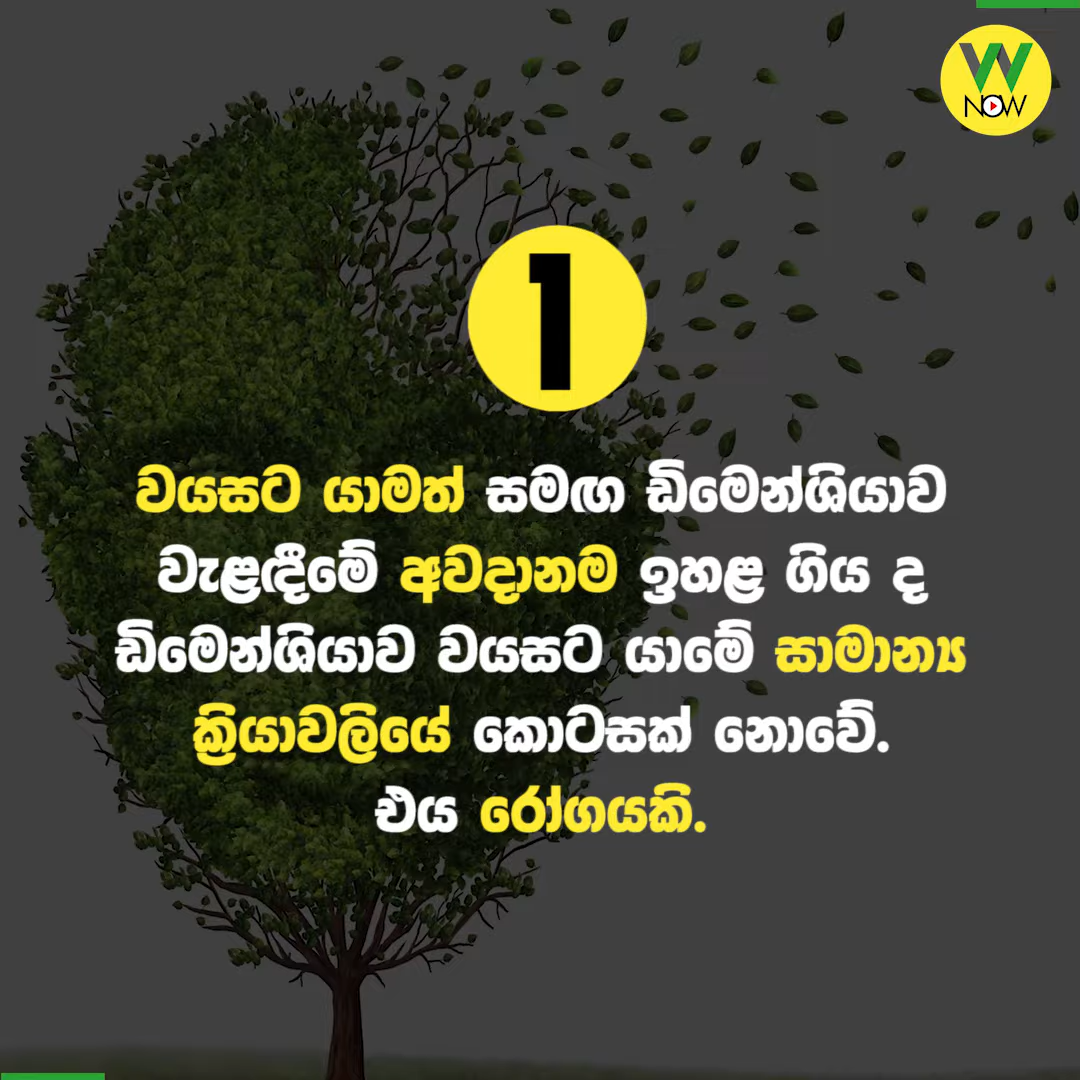 W
NOW
1
වයසට යාමත් සමඟ ඩිමෙන්ශියාව
වැළඳීමේ අවදානම ඉහළ ගිය ද
ඩිමෙන්ශියාව වයසට යාමේ සාමාන්‍ය
ක්‍රියාවලියේ කොටසක් නොවේ.
එය රෝගයකි.